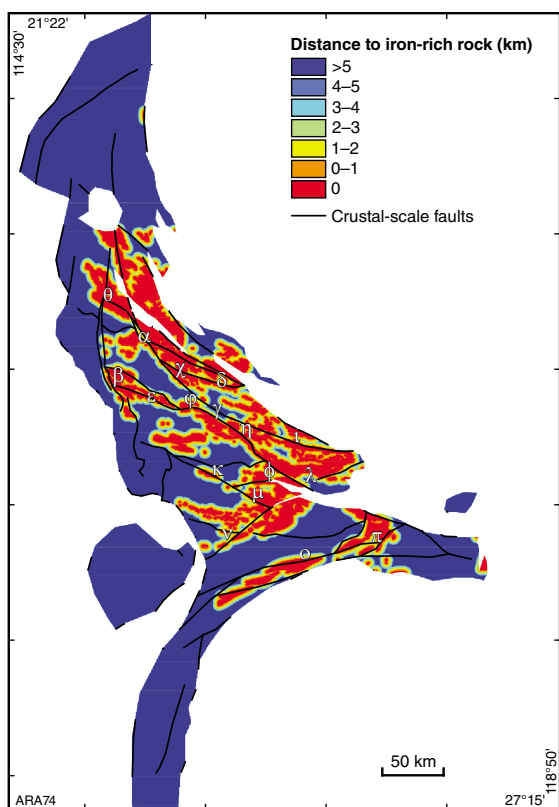 21°22'
114°30'
Distance to iron-rich rock (km)
>5
4–5
3–4
2–3
1–2
0–1
0
Crustal-scale faults
θ
α
χ
δ
β
ε
φ
γ
η
ι
κ
ϕ
λ
μ
ν
ο
π
50 km
118°50'
ARA74
27°15'